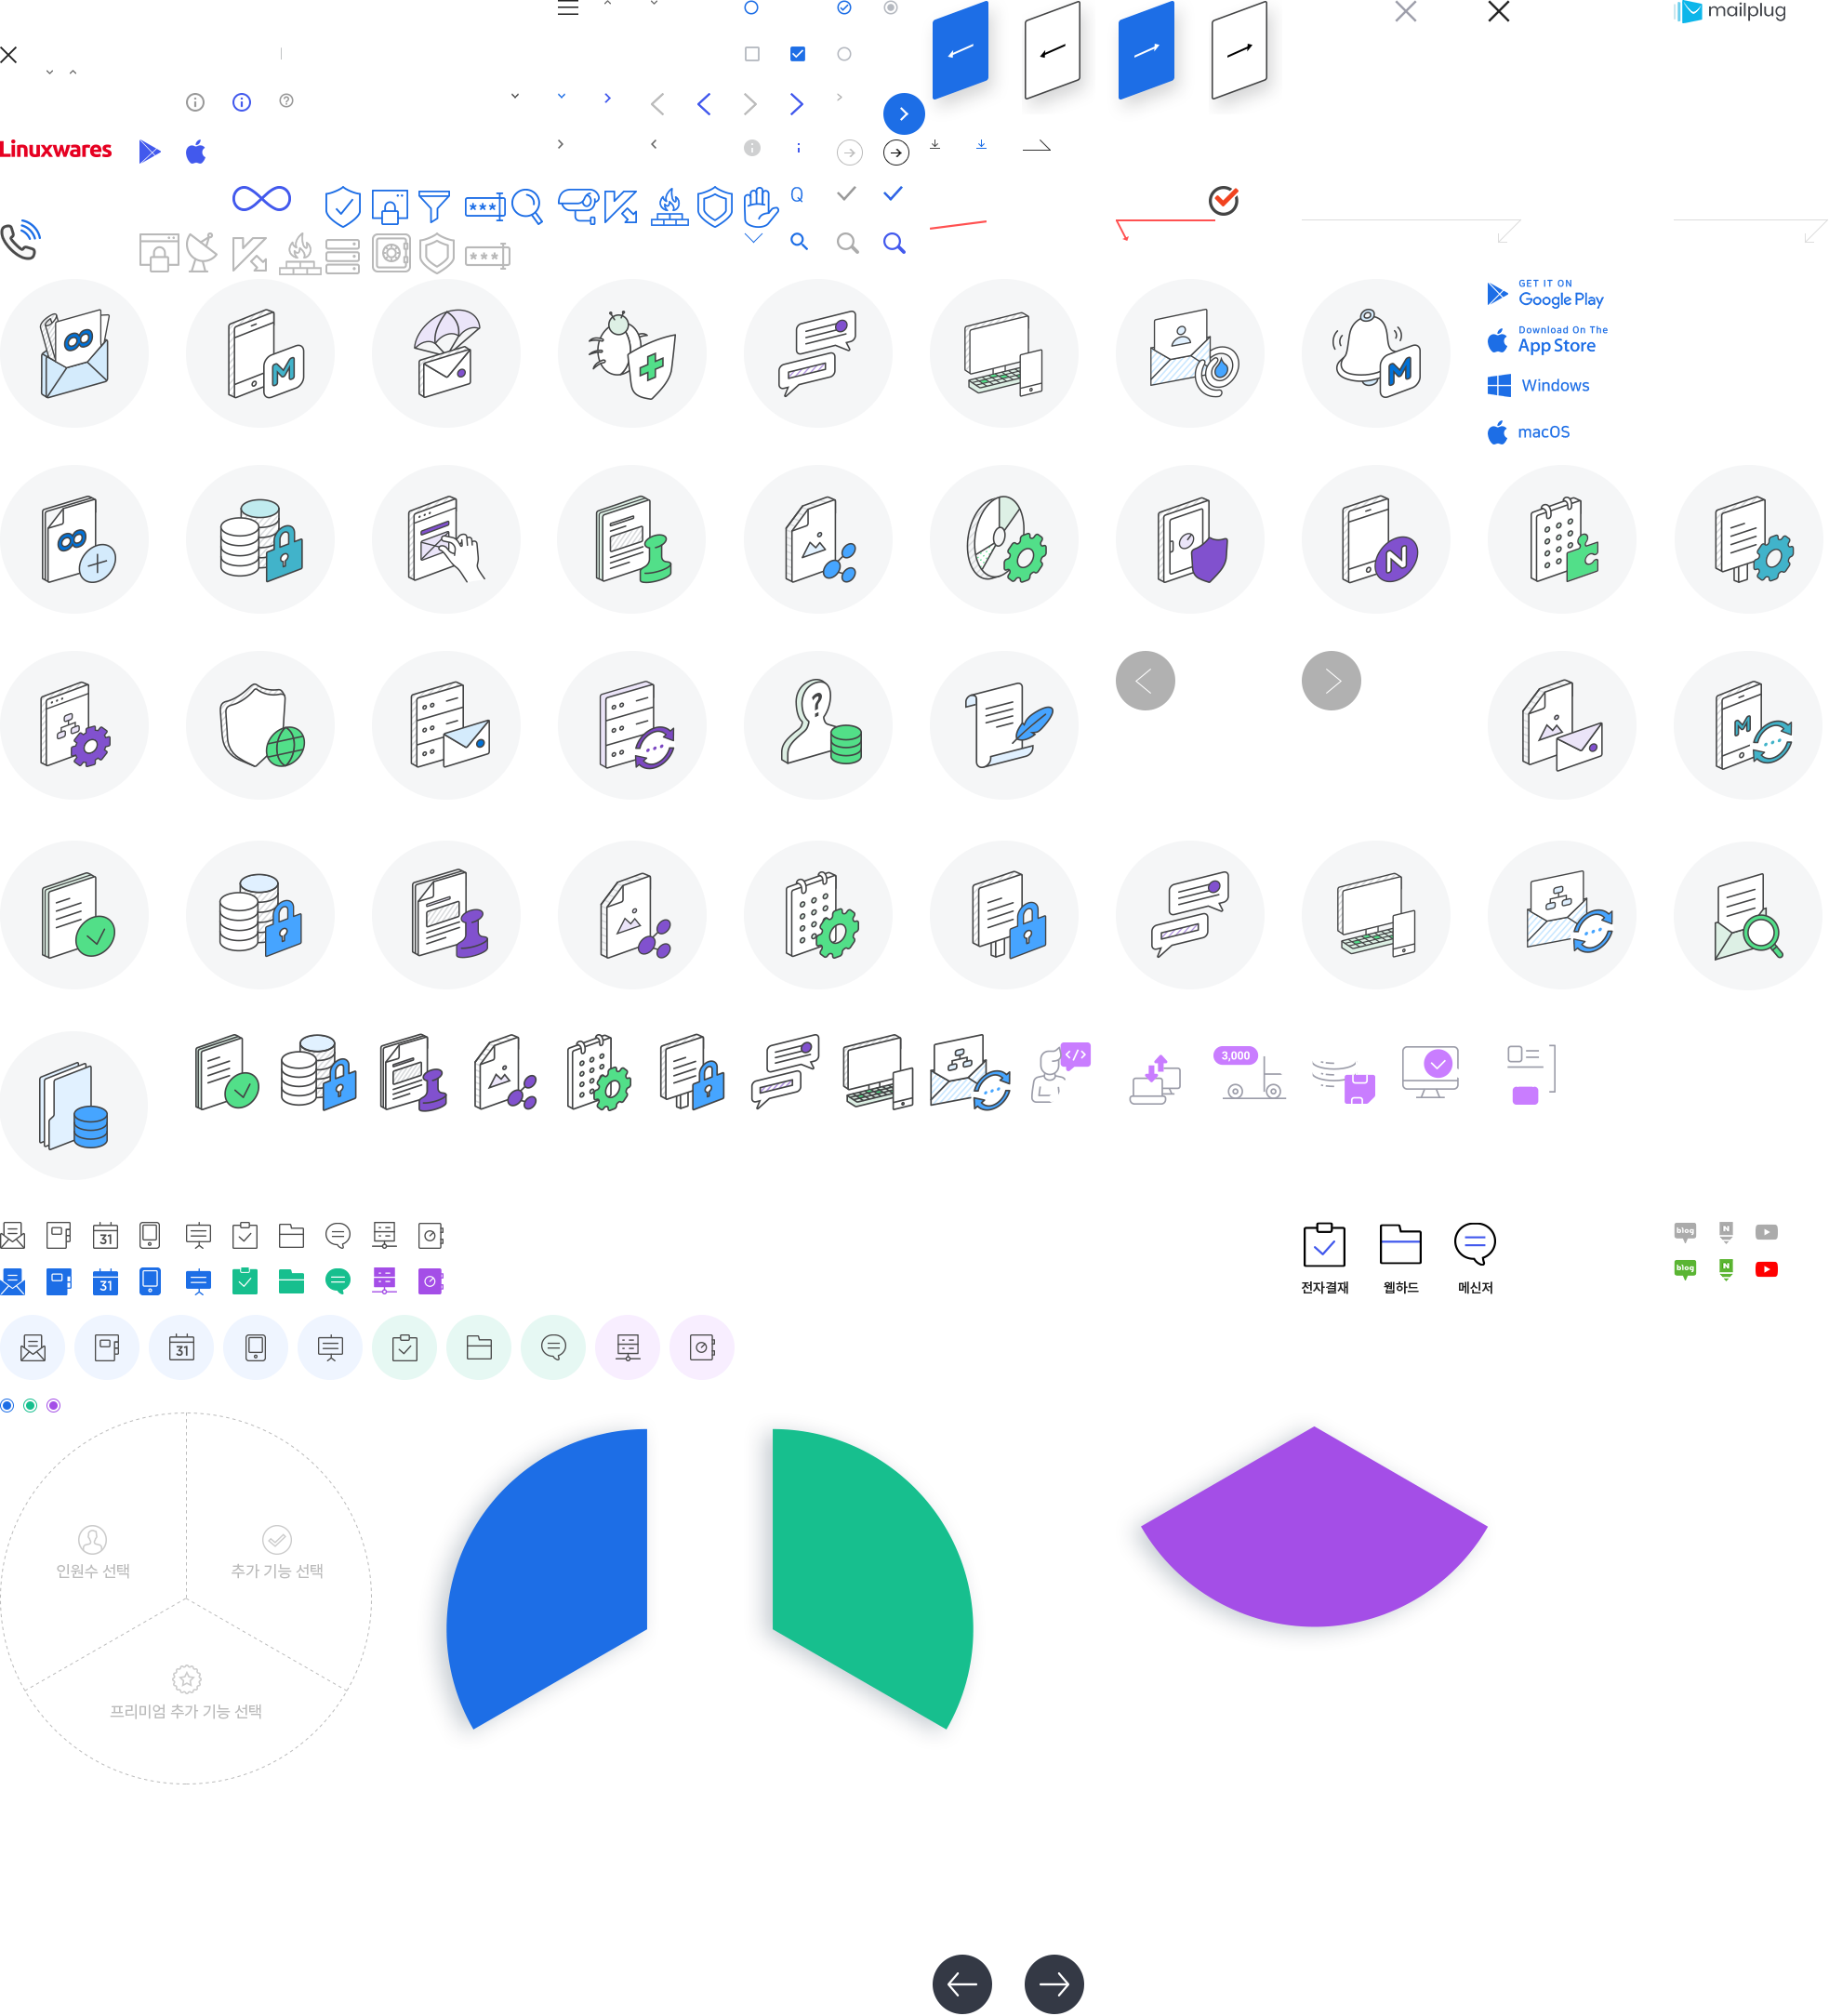 mailplug
Linuxwares
***
Q
***
GET IT ON
Google Play
Download On The
App Store
Windows
macOS
M
M
N
?
M
3,000
</>
31
31
blog
N
blog
N
전자결재
웹하드
메신저
31
인원수 선택
추가 기능 선택
프리미엄 추가 기능 선택